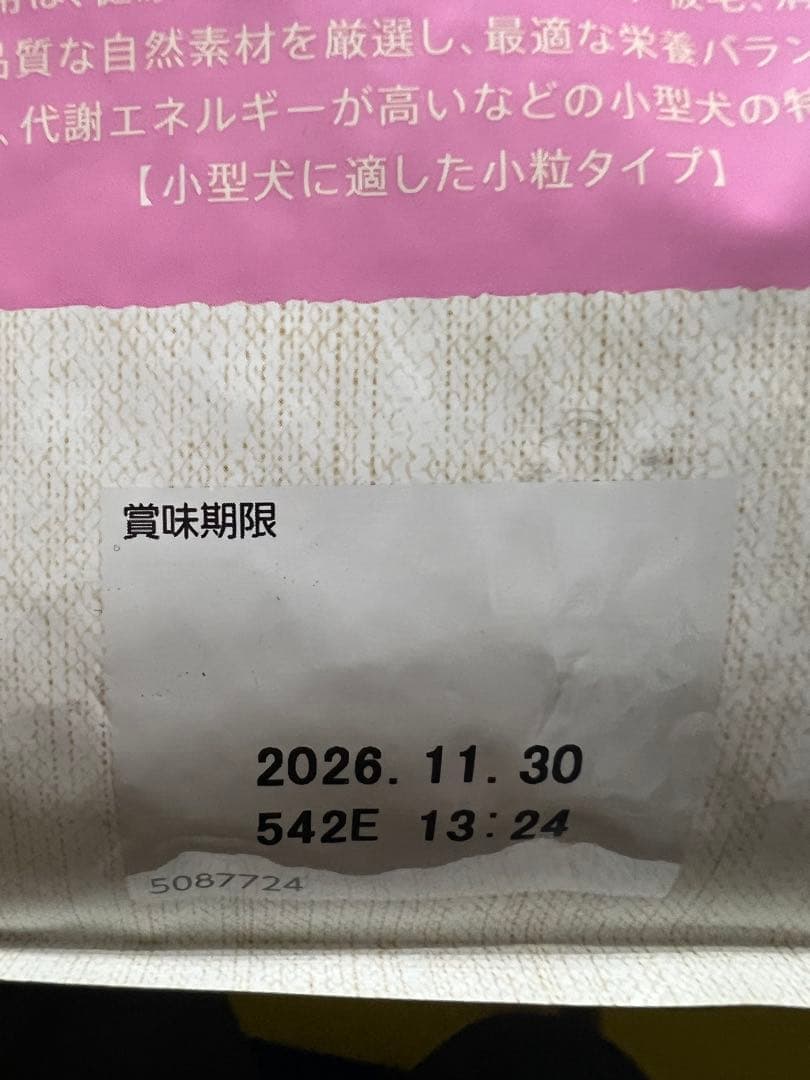 品質な自然素材を厳選し、最適な栄養バラン
、代謝エネルギーが高いなどの小型犬の特
【小型犬に適した小粒タイプ】
賞味期限
2026.11.30
542E 13:24
5087724